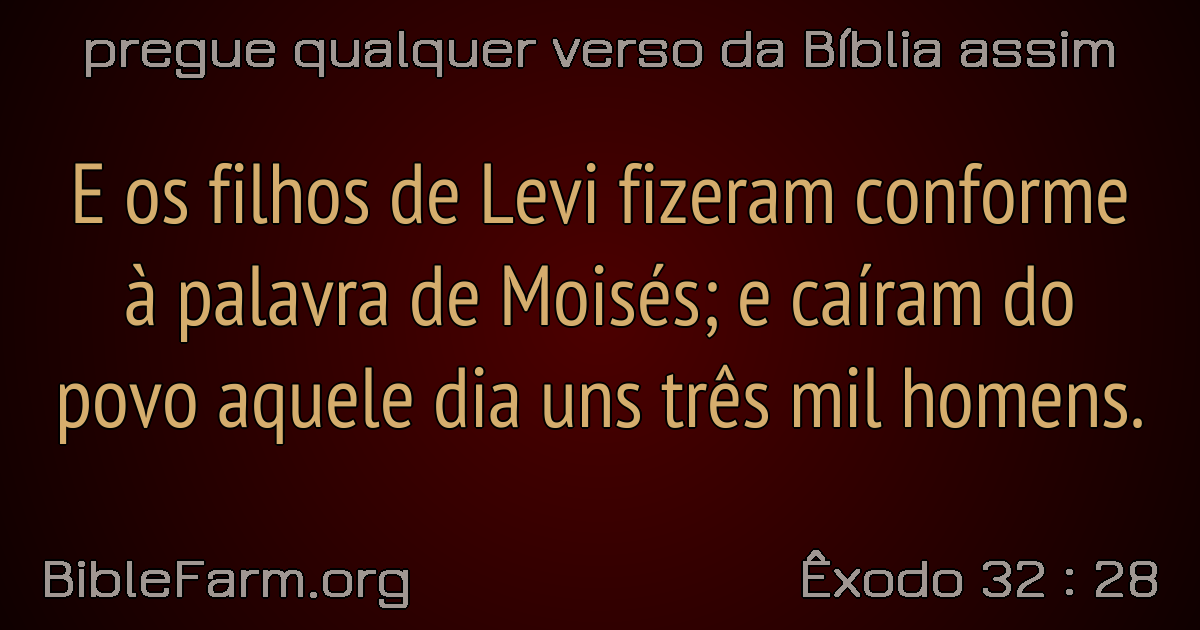 pregue qualquer verso da Bíblia assim
E os filhos de Levi fizeram conforme
à palavra de Moisés; e caíram do
povo aquele dia uns três mil homens.
BibleFarm.org
Êxodo 32 : 28